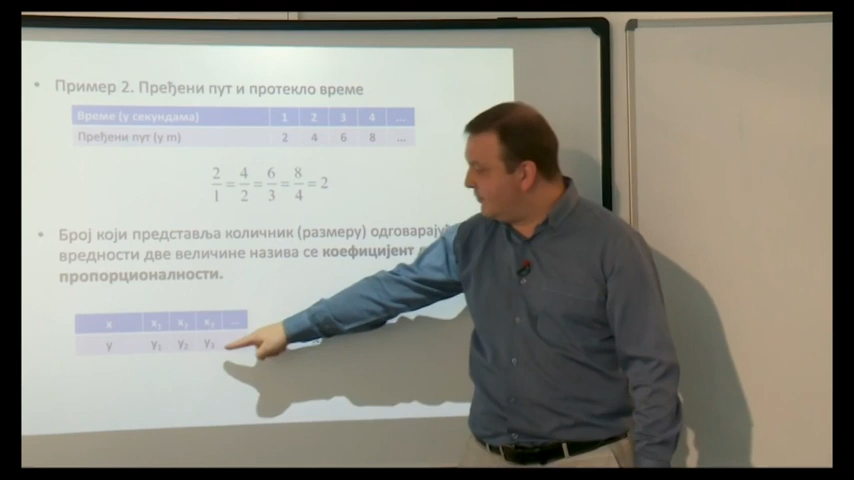 • Пример 2. Пређени пут и протекло време
Време (у секундама) 1 2 3 4 ...
Пређени пут (у m) 2 4 6 8 ...
2/1 = 4/2 = 6/3 = 8/4 = 2
• Број који представља количник (размеру)
вредности две величине назива се коефицијент
пропорционалности.
x x₁ x₂ x₃ ...
y y₁ y₂ y₃